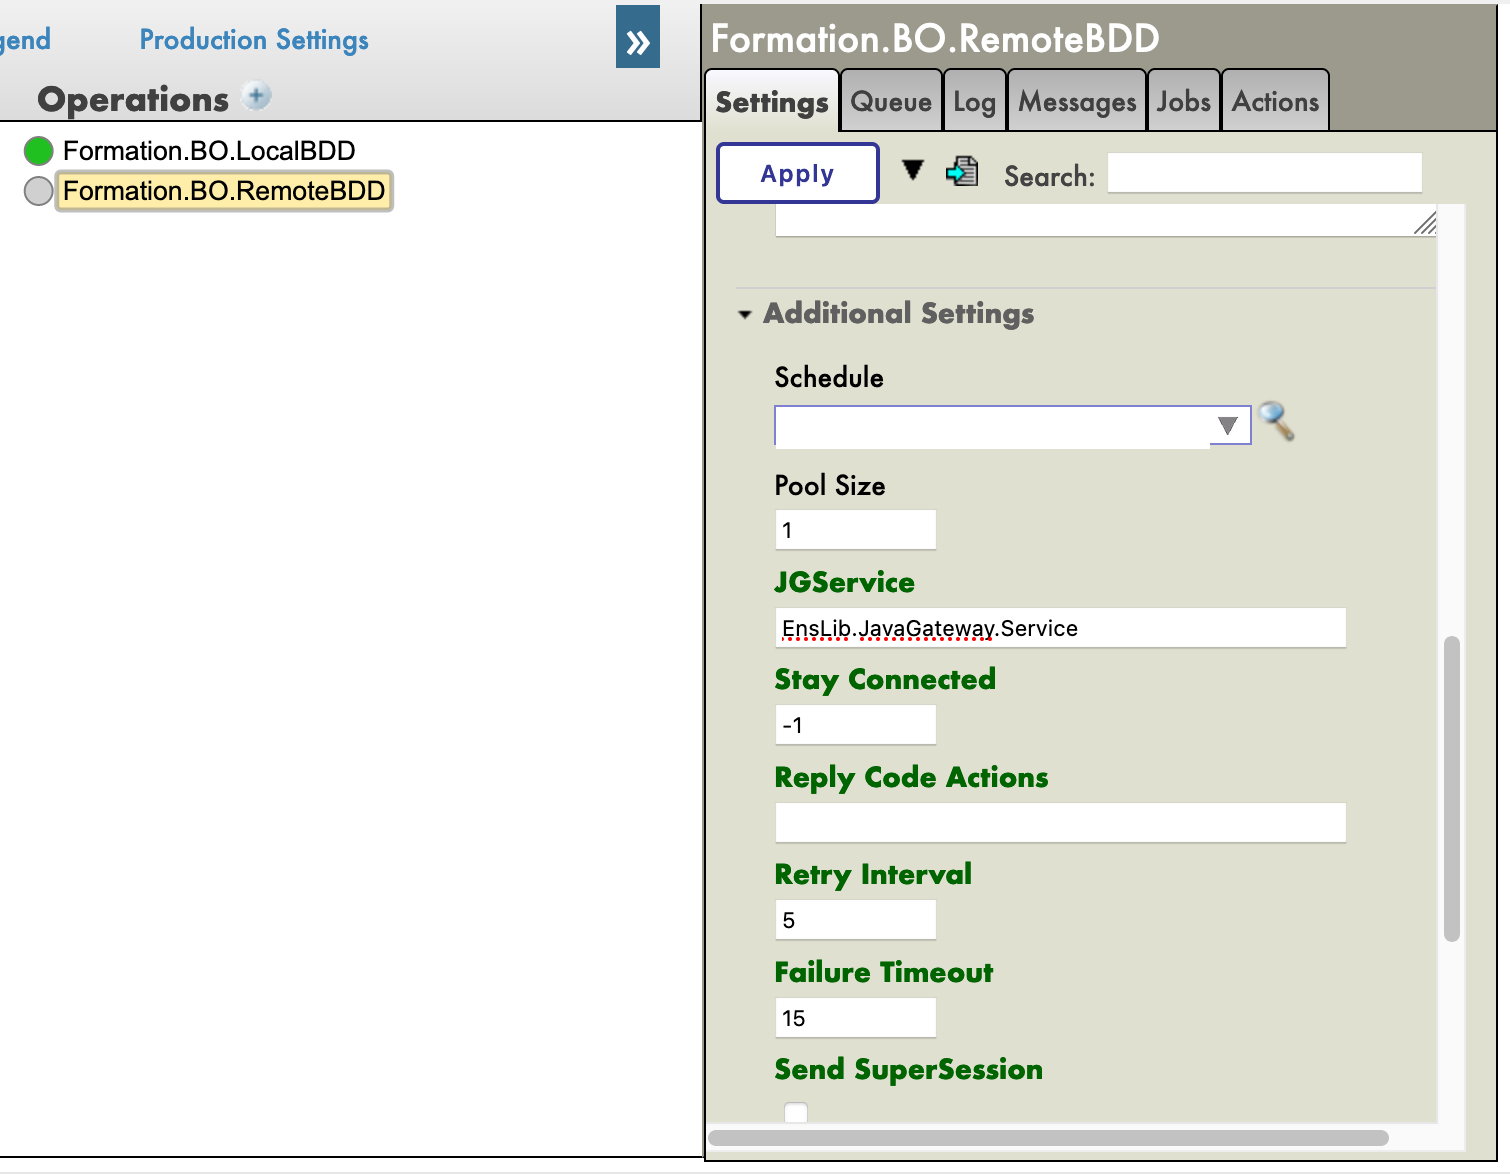 Production Settings
»
Operations
Formation.BO.LocalBDD
Formation.BO.RemoteBDD
Formation.BO.RemoteBDD
Settings Queue Log Messages Jobs Actions
Apply Search:
Additional Settings
Schedule
Pool Size
1
JGService
EnsLib.JavaGateway.Service
Stay Connected
-1
Reply Code Actions
Retry Interval
5
Failure Timeout
15
Send SuperSession